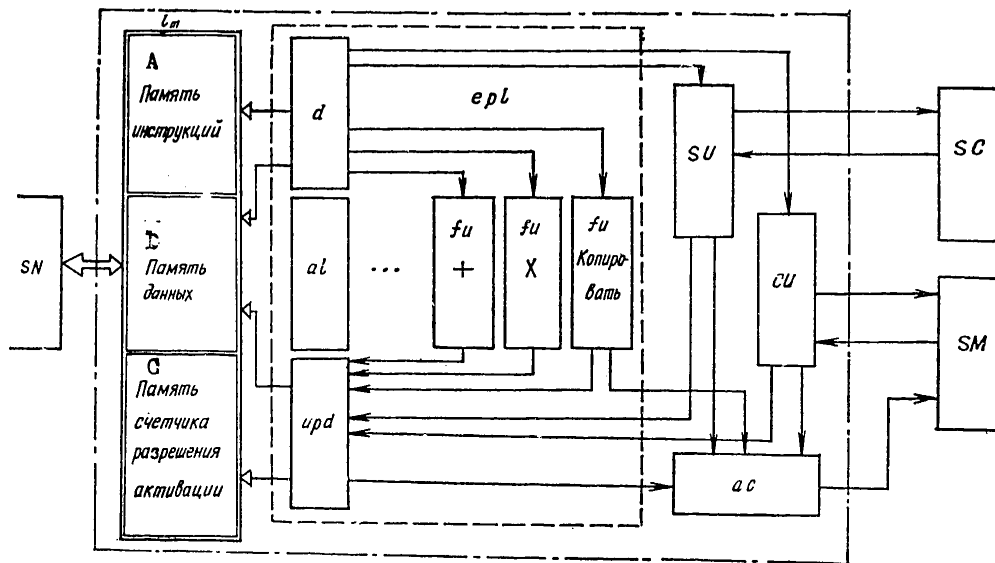 lm
A
Память
инструкций
Память
данных
C
Память
счетчика
разрешения
активации
SN
d
al
upd
epl
...
fu
+
fu
X
fu
Копиро-
вать
SU
CU
ac
SC
SM